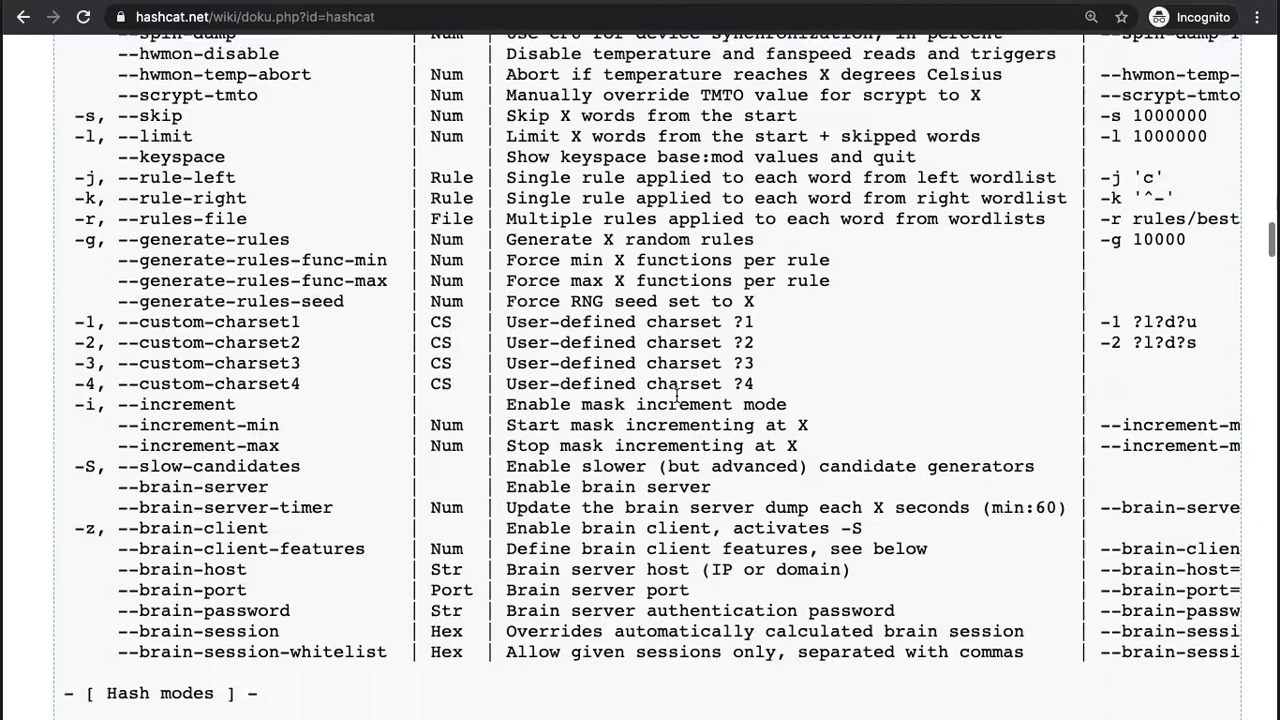 hashcat.net/wiki/doku.php?id=hashcat Incognito
--spin-damp | Num | Use CPU for device synchronization, in percent | --spin-damp
--hwmon-disable | | Disable temperature and fanspeed reads and triggers |
--hwmon-temp-abort | Num | Abort if temperature reaches X degrees Celsius | --hwmon-temp-
--scrypt-tmto | Num | Manually override TMTO value for scrypt to X | --scrypt-tmto
-s, --skip | Num | Skip X words from the start | -s 1000000
-l, --limit | Num | Limit X words from the start + skipped words | -l 1000000
--keyspace | | Show keyspace base:mod values and quit |
-j, --rule-left | Rule | Single rule applied to each word from left wordlist | -j 'c'
-k, --rule-right | Rule | Single rule applied to each word from right wordlist | -k '^-'
-r, --rules-file | File | Multiple rules applied to each word from wordlists | -r rules/best
-g, --generate-rules | Num | Generate X random rules | -g 10000
--generate-rules-func-min | Num | Force min X functions per rule |
--generate-rules-func-max | Num | Force max X functions per rule |
--generate-rules-seed | Num | Force RNG seed set to X |
-1, --custom-charset1 | CS | User-defined charset ?1 | -1 ?l?d?u
-2, --custom-charset2 | CS | User-defined charset ?2 | -2 ?l?d?s
-3, --custom-charset3 | CS | User-defined charset ?3 |
-4, --custom-charset4 | CS | User-defined charset ?4 |
-i, --increment | | Enable mask increment mode |
--increment-min | Num | Start mask incrementing at X | --increment-m
--increment-max | Num | Stop mask incrementing at X | --increment-m
-S, --slow-candidates | | Enable slower (but advanced) candidate generators |
--brain-server | | Enable brain server |
--brain-server-timer | Num | Update the brain server dump each X seconds (min:60) | --brain-serve
-z, --brain-client | | Enable brain client, activates -S |
--brain-client-features | Num | Define brain client features, see below | --brain-clien
--brain-host | Str | Brain server host (IP or domain) | --brain-host=
--brain-port | Port | Brain server port | --brain-port=
--brain-password | Str | Brain server authentication password | --brain-passw
--brain-session | Hex | Overrides automatically calculated brain session | --brain-sessi
--brain-session-whitelist | Hex | Allow given sessions only, separated with commas | --brain-sessi
- [ Hash modes ] -